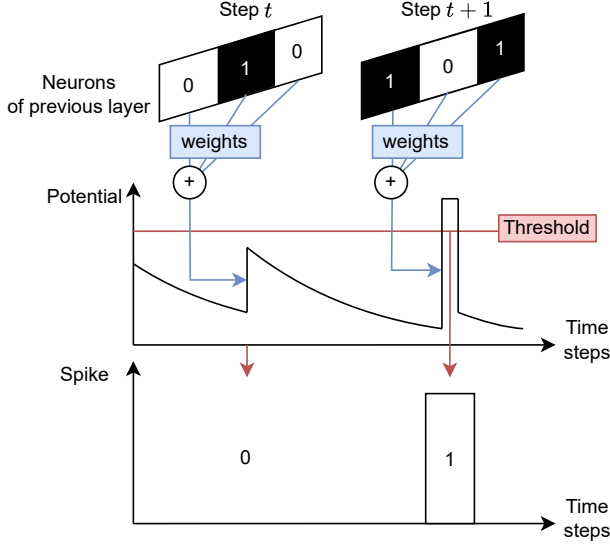 Step t
Step t + 1
0
1
0
1
0
1
Neurons
of previous layer
weights
weights
+
+
Potential
Threshold
Time
steps
Spike
0
1
Time
steps